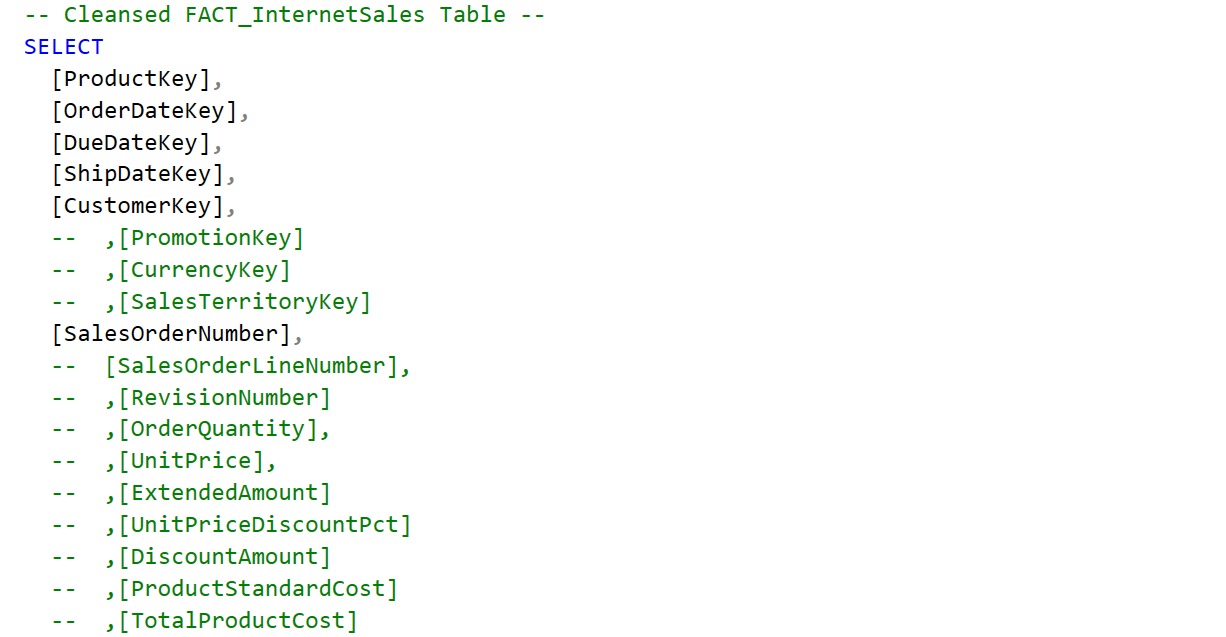 -- Cleansed FACT_InternetSales Table --
SELECT
  [ProductKey],
  [OrderDateKey],
  [DueDateKey],
  [ShipDateKey],
  [CustomerKey],
  --  ,[PromotionKey]
  --  ,[CurrencyKey]
  --  ,[SalesTerritoryKey]
  [SalesOrderNumber],
  --  [SalesOrderLineNumber],
  --  ,[RevisionNumber]
  --  ,[OrderQuantity],
  --  ,[UnitPrice],
  --  ,[ExtendedAmount]
  --  ,[UnitPriceDiscountPct]
  --  ,[DiscountAmount]
  --  ,[ProductStandardCost]
  --  ,[TotalProductCost]